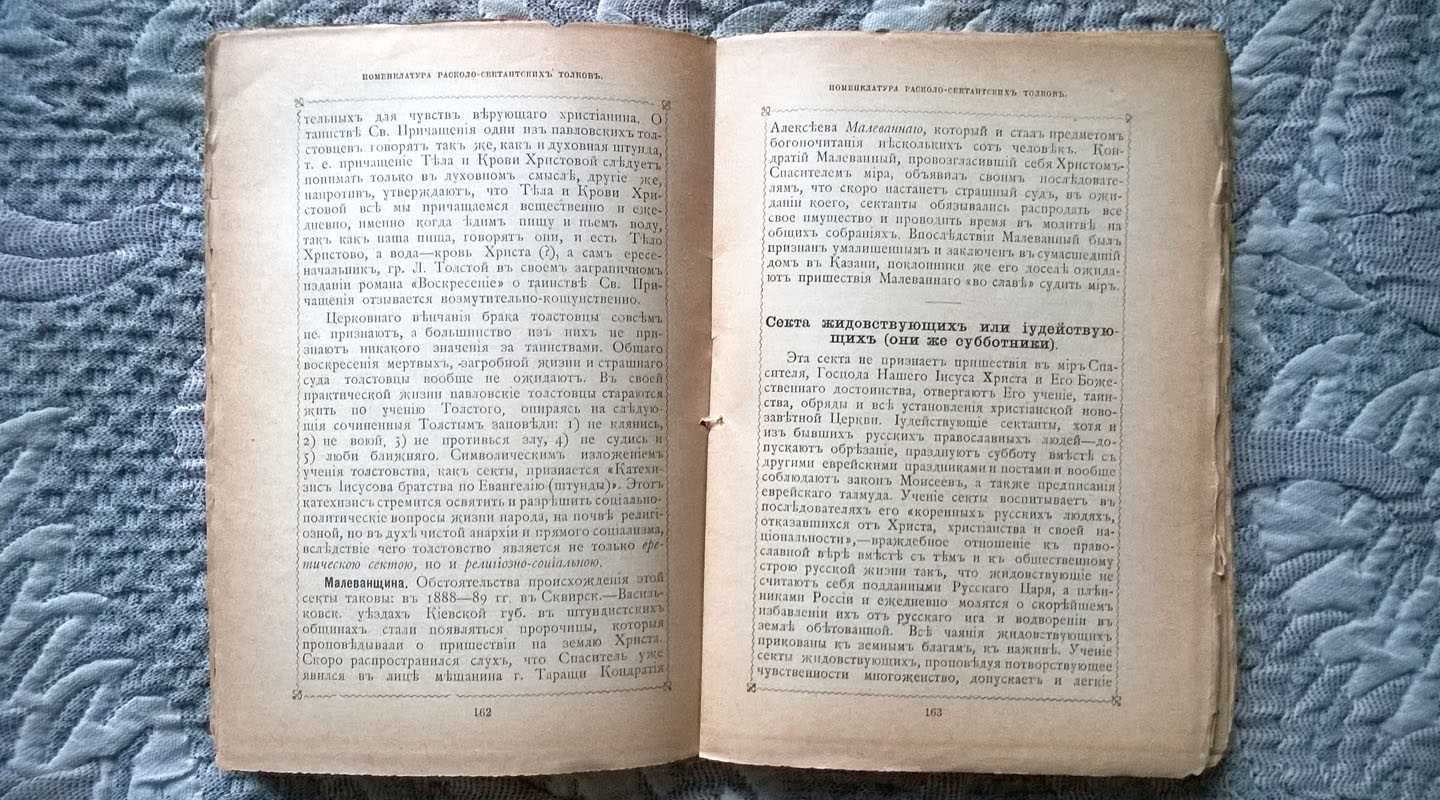 НОМЕНКЛАТУРА РАСКОЛО-СЕКТАНТСКИХЪ ТОЛКОВЪ.
тельныхъ для чувствъ вѣрующаго христіанина. О
таинствѣ Св. Причащенія одни изъ павловскихъ тол-
стовцевъ говорятъ такъ же, какъ и духовная штунда,
т. е. причащеніе Тѣла и Крови Христовой слѣдуетъ
понимать только въ духовномъ смыслѣ, другіе же,
напротивъ, утверждаютъ, что Тѣла и Крови Хри-
стовой всѣ мы причащаемся вещественно и еже-
дневно, именно когда ѣдимъ пищу и пьемъ воду,
такъ какъ наша пища, говорятъ они, и есть Тѣло
Христово, а вода—кровь Христа (?), а самъ ересе-
начальникъ, гр. Л. Толстой въ своемъ заграничномъ
изданіи романа «Воскресеніе» о таинствѣ Св. При-
чащенія отзывается возмутительно-кощунственно.
Церковнаго вѣнчанія брака толстовцы совсѣмъ
не признаютъ, а большинство изъ нихъ не при-
знаютъ никакого значенія за таинствами. Общаго
воскресенія мертвыхъ, загробной жизни и страшнаго
суда толстовцы вообще не ожидаютъ. Въ своей
практической жизни павловскіе толстовцы стараются
жить по ученію Толстого, опираясь на слѣдую-
щія сочиненныя Толстымъ заповѣди: 1) не клянись,
2) не воюй, 3) не противься злу, 4) не судись и
5) люби ближняго. Символическимъ изложеніемъ
ученія толстовства, какъ секты, признается «Катехи-
зисъ Іисусова братства по Евангелію (штунды)». Этотъ
катехизисъ стремится освятить и разрѣшить соціально-
политическіе вопросы жизни народа, на почвѣ религі-
озной, но въ духѣ чистой анархіи и прямого соціализма,
вслѣдствіе чего толстовство является не только ере-
тическою сектою, но и религіозно-соціальною.
Малеванщина. Обстоятельства происхожденія этой
секты таковы: въ 1888—89 гг. въ Сквирск.—Василь-
ковск. уѣздахъ Кіевской губ. въ штундистскихъ
общинахъ стали появляться пророчицы, которыя
проповѣдывали о пришествіи на землю Христа.
Скоро распространился слухъ, что Спаситель уже
явился въ лицѣ мѣщанина г. Таращи Кондратія
162
НОМЕНКЛАТУРА РАСКОЛО-СЕКТАНТСКИХЪ ТОЛКОВЪ.
Алексѣева Малеваннаго, который и сталъ предметомъ
богопочитанія нѣсколькихъ сотъ человѣкъ. Кон-
дратій Малеванный, провозгласившій себя Христомъ-
Спасителемъ міра, объявилъ своимъ послѣдовате-
лямъ, что скоро настанетъ страшный судъ, въ ожи-
даніи коего, сектанты обязывались распродать все
свое имущество и проводить время въ молитвѣ на
общихъ собраніяхъ. Впослѣдствіи Малеванный былъ
признанъ умалишеннымъ и заключенъ въ сумасшедшій
домъ въ Казани, поклонники же его доселѣ ожида-
ютъ пришествія Малеваннаго «во славѣ» судить міръ.
Секта жидовствующихъ или іудействую-
щихъ (они же субботники).
Эта секта не признаетъ пришествія въ міръ Спа-
сителя, Господа Нашего Іисуса Христа и Его Боже-
ственнаго достоинства, отвергаютъ Его ученіе, таин-
ства, обряды и всѣ установленія христіанской ново-
завѣтной Церкви. Іудействующіе сектанты, хотя и
изъ бывшихъ русскихъ православныхъ людей—до-
пускаютъ обрѣзаніе, празднуютъ субботу вмѣстѣ съ
другими еврейскими праздниками и постами и вообще
соблюдаютъ законъ Моисеевъ, а также предписанія
еврейскаго талмуда. Ученіе секты воспитываетъ въ
послѣдователяхъ его «коренныхъ русскихъ людяхъ,
отказавшихся отъ Христа, христіанства и своей на-
ціональности»,—враждебное отношеніе къ право-
славной вѣрѣ вмѣстѣ съ тѣмъ и къ общественному
строю русской жизни такъ, что жидовствующіе не
считаютъ себя подданными Русскаго Царя, а плѣн-
никами Россіи и ежедневно молятся о скорѣйшемъ
избавленіи ихъ отъ русскаго ига и водвореніи въ
землѣ обѣтованной. Всѣ чаянія жидовствующихъ
прикованы къ земнымъ благамъ, къ наживѣ. Ученіе
секты жидовствующихъ, проповѣдуя потворствующее
чувственности многоженство, допускаетъ и легкіе
163